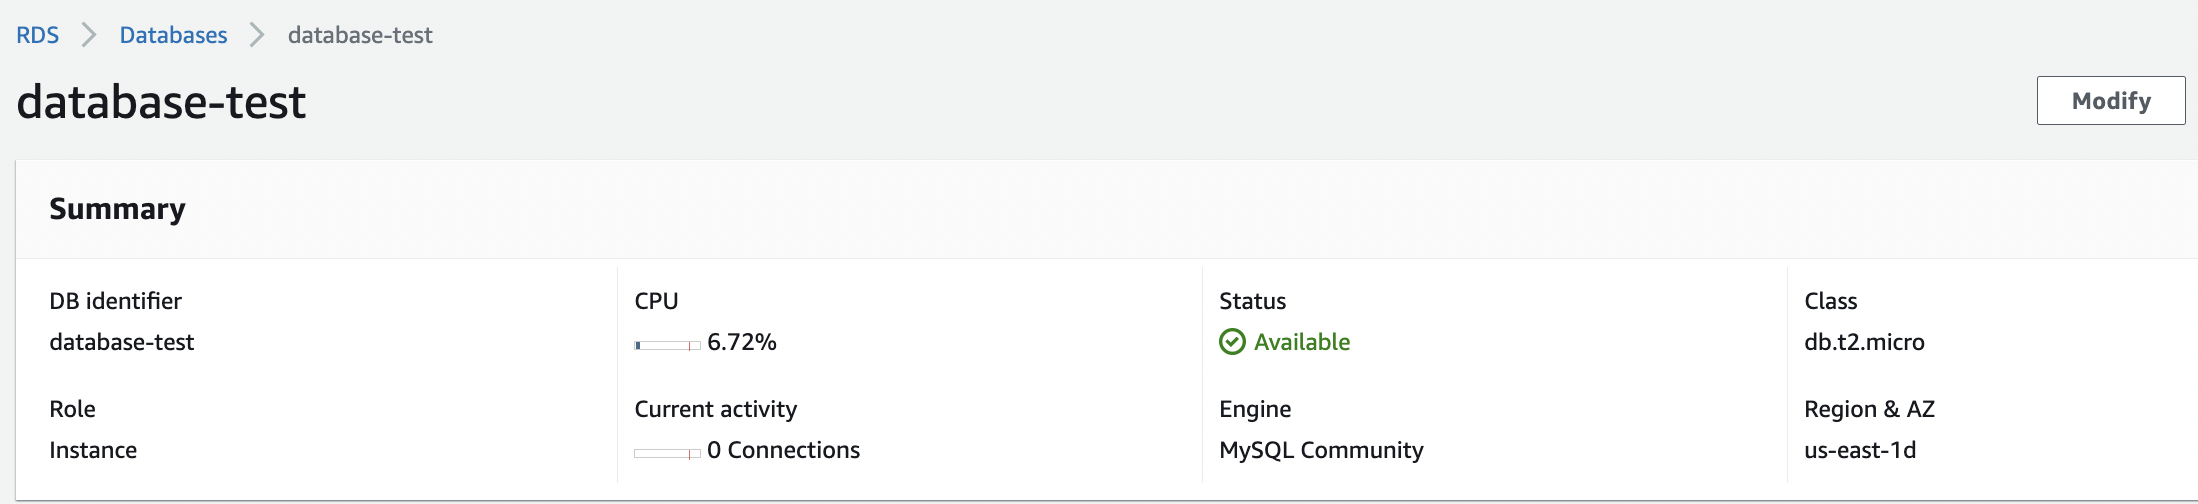 RDS > Databases > database-test
database-test
Modify
Summary
DB identifier
database-test
CPU
6.72%
Status
Available
Class
db.t2.micro
Role
Instance
Current activity
0 Connections
Engine
MySQL Community
Region & AZ
us-east-1d